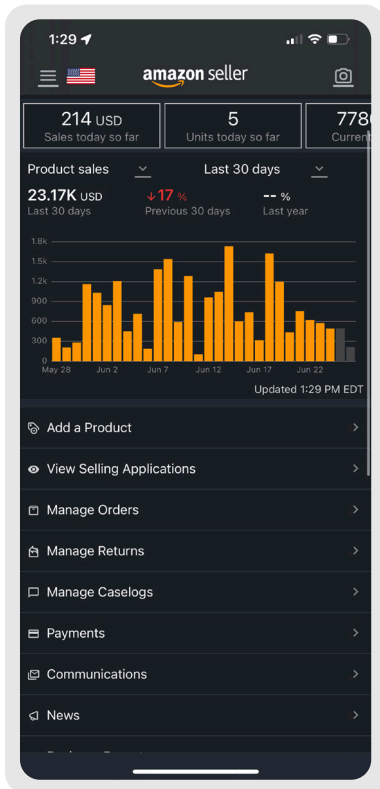 1:29
amazon seller
214 USD
Sales today so far
5
Units today so far
778
Current
Product sales
Last 30 days
23.17K USD
Last 30 days
↓17 %
Previous 30 days
-- %
Last year
1.8k
1.5k
1.2k
900
600
300
0
May 28 Jun 2 Jun 7 Jun 12 Jun 17 Jun 22
Updated 1:29 PM EDT
Add a Product
View Selling Applications
Manage Orders
Manage Returns
Manage Caselogs
Payments
Communications
News